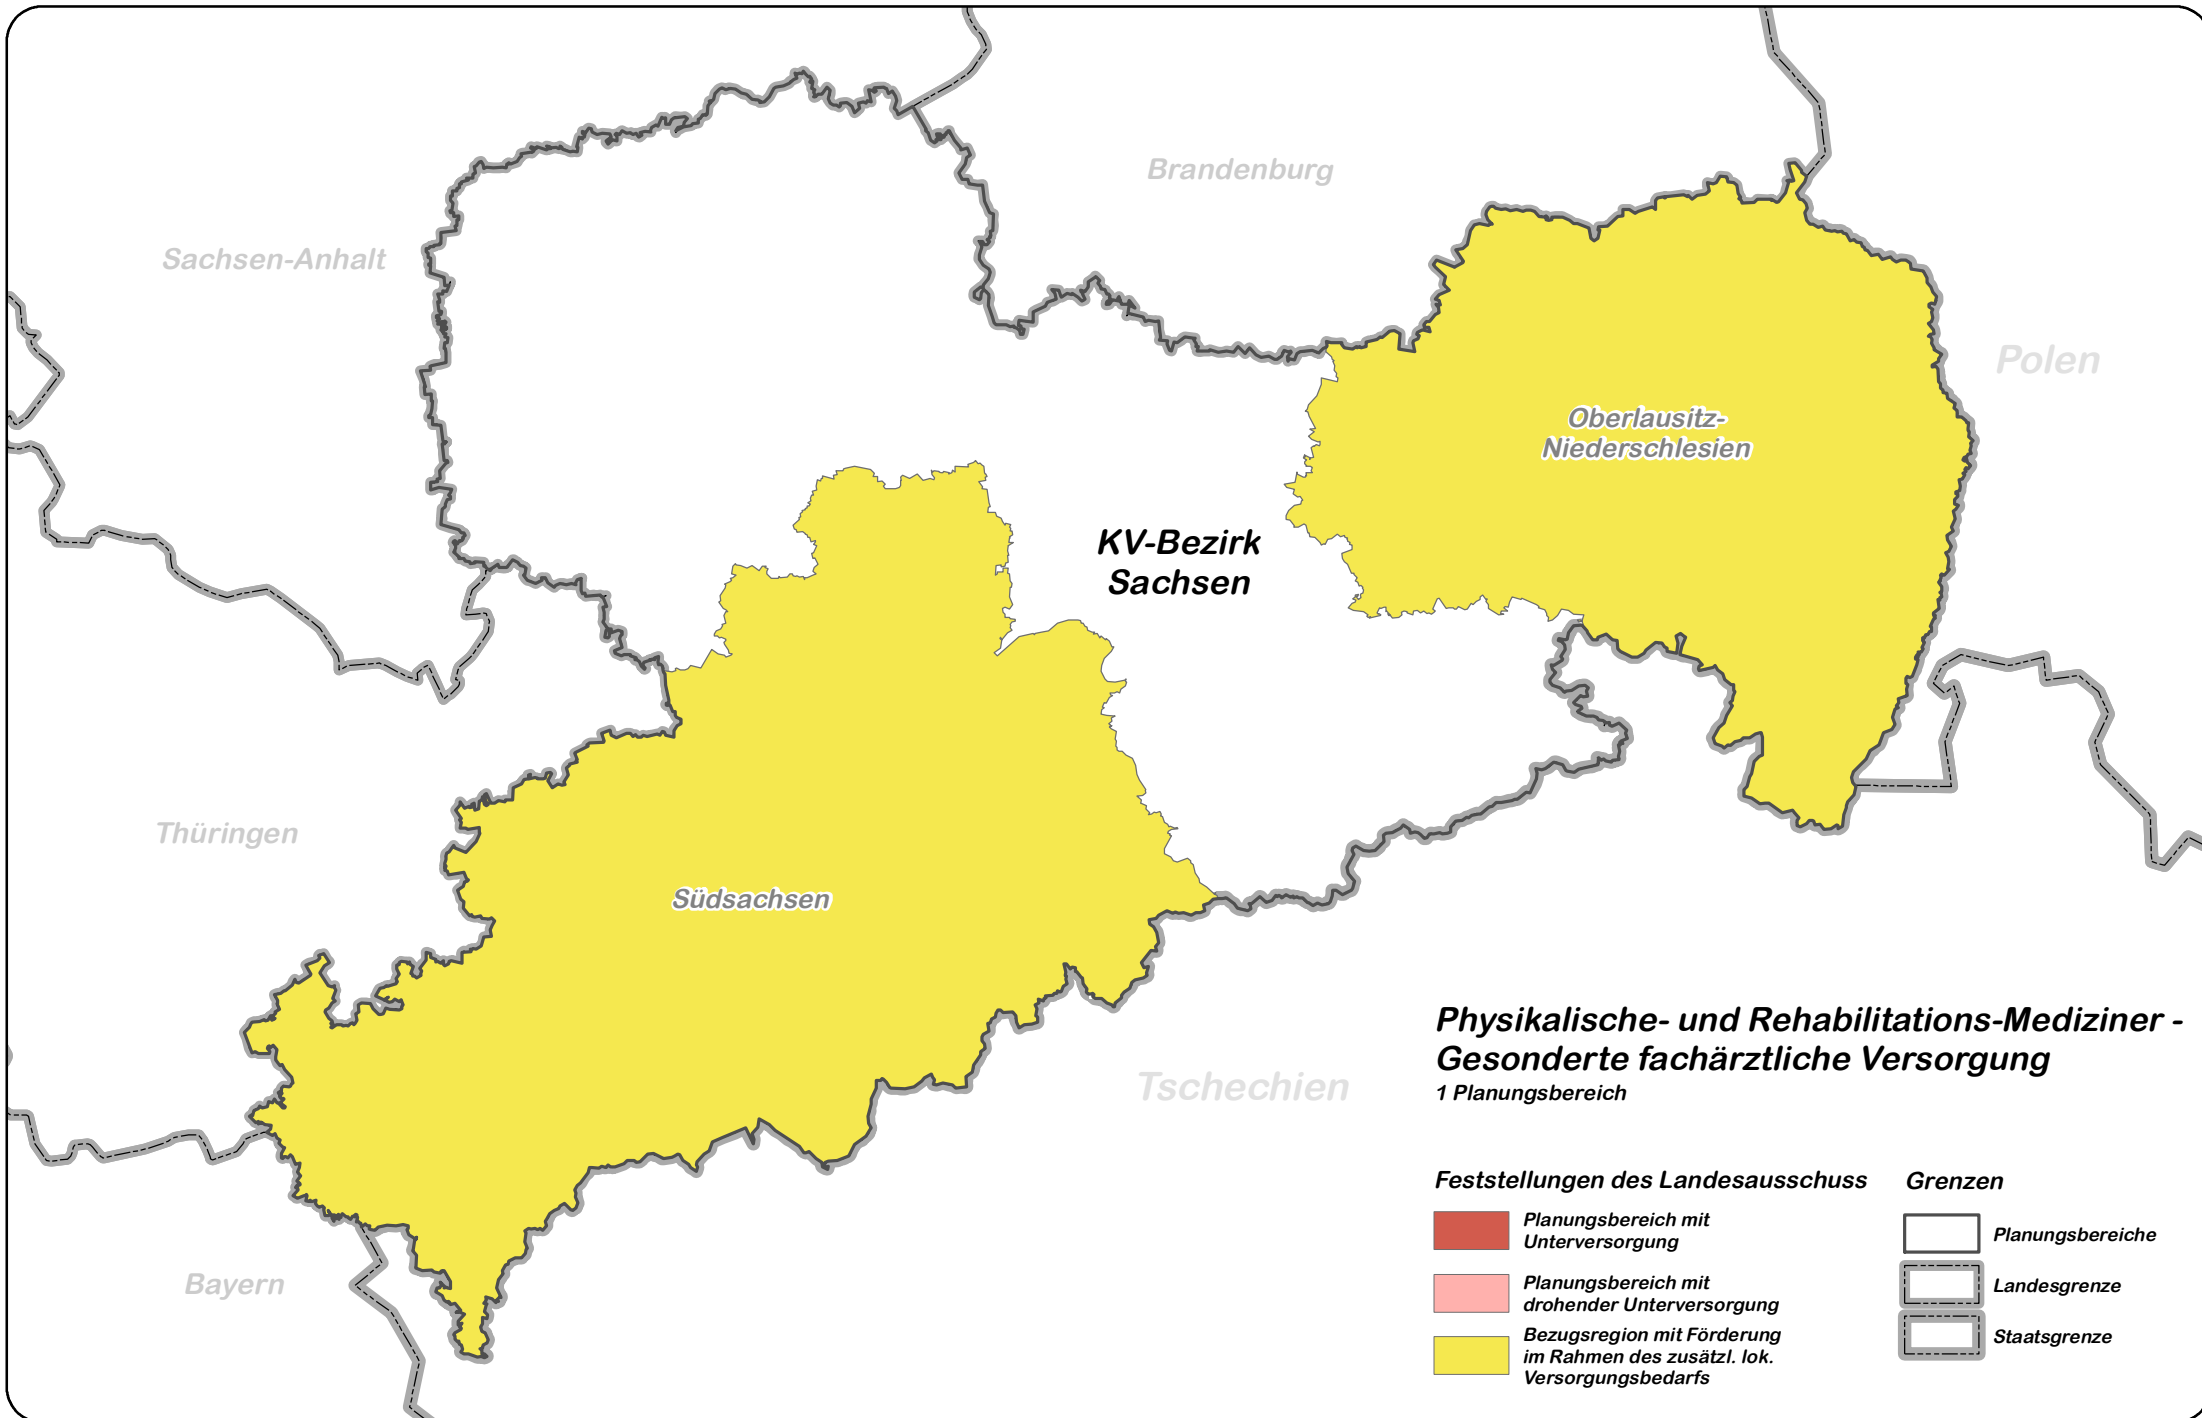 Brandenburg
Sachsen-Anhalt
Polen
Oberlausitz-
Niederschlesien
KV-Bezirk
Sachsen
Thüringen
Südsachsen
Tschechien
Bayern
Physikalische- und Rehabilitations-Mediziner -
Gesonderte fachärztliche Versorgung
1 Planungsbereich
Feststellungen des Landesausschuss
Planungsbereich mit
Unterversorgung
Planungsbereich mit
drohender Unterversorgung
Bezugsregion mit Förderung
im Rahmen des zusätzl. lok.
Versorgungsbedarfs
Grenzen
Planungsbereiche
Landesgrenze
Staatsgrenze